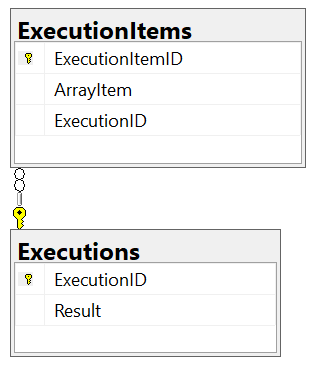 ExecutionItems
ExecutionItemID
ArrayItem
ExecutionID
Executions
ExecutionID
Result